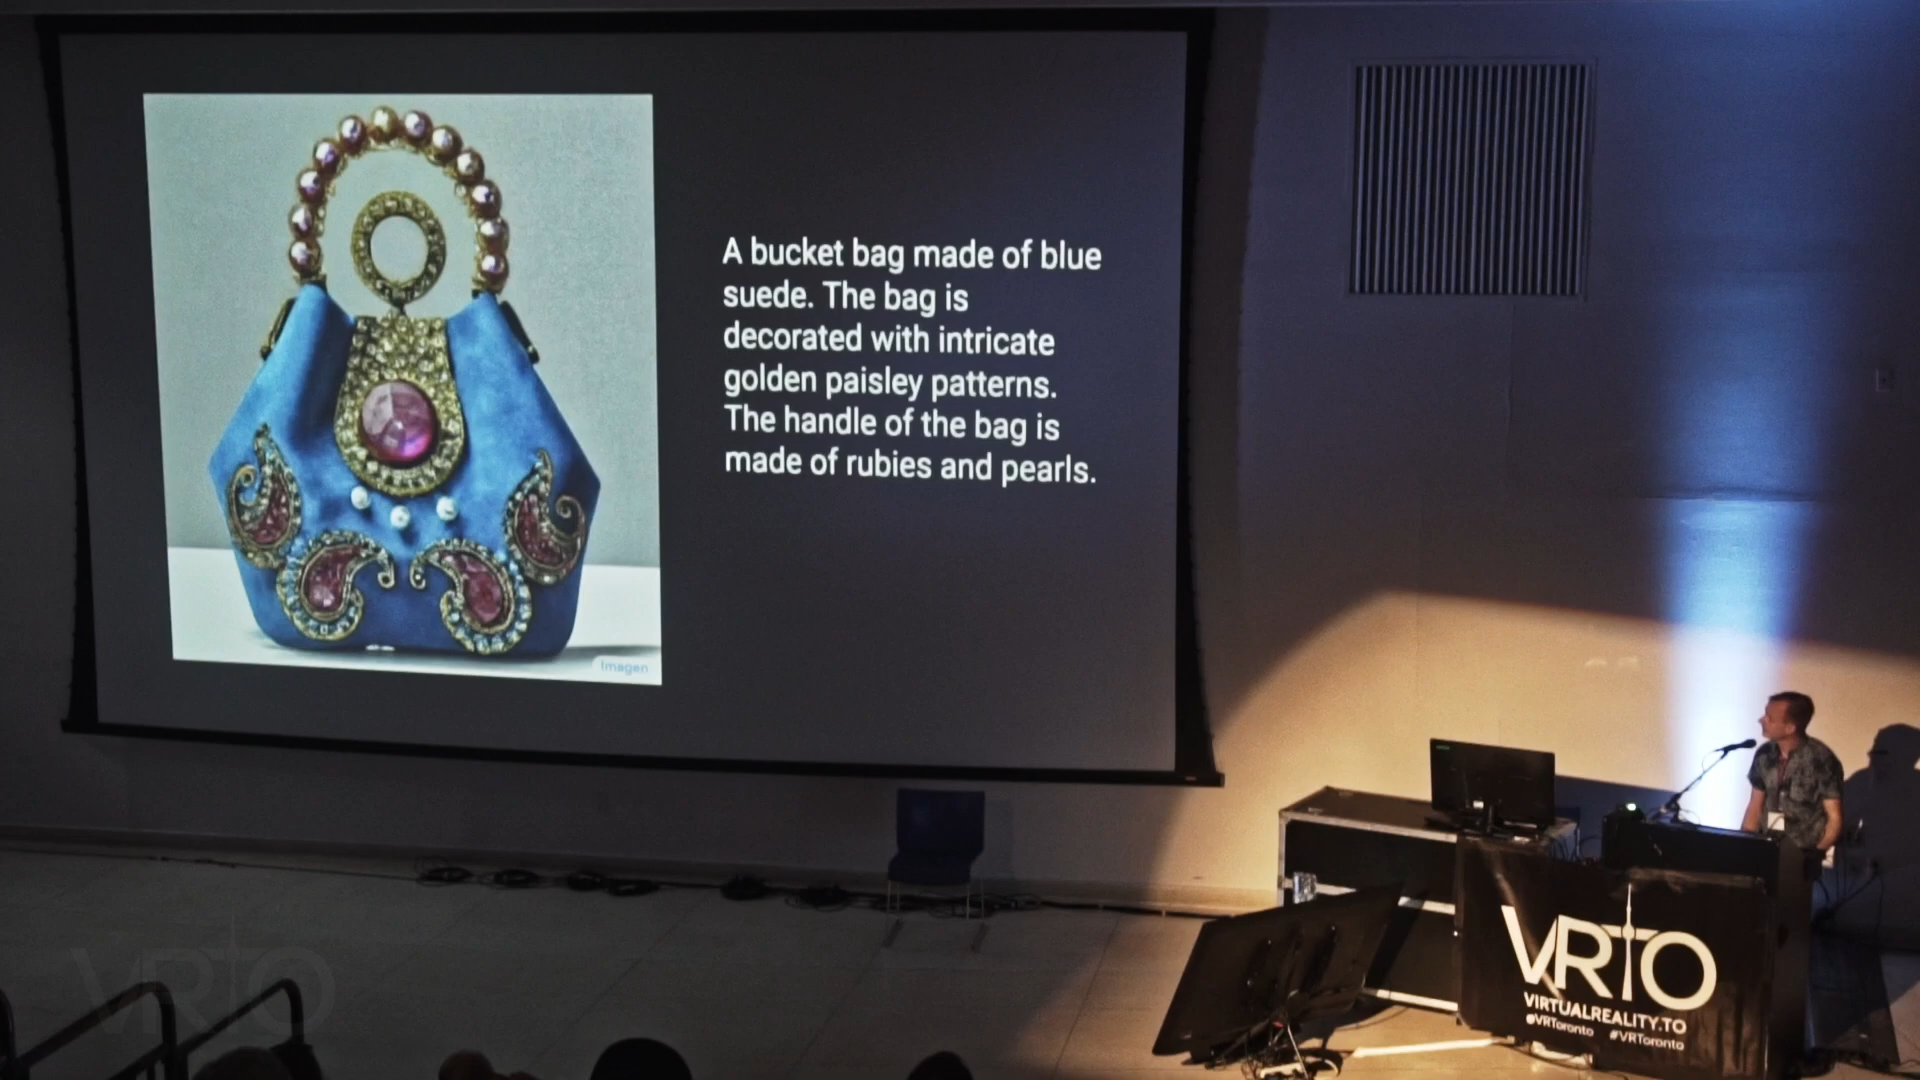 A bucket bag made of blue
suede. The bag is
decorated with intricate
golden paisley patterns.
The handle of the bag is
made of rubies and pearls.
Imagen
VRTO
VIRTUALREALITY.TO
@VRToronto #VRToronto
VRTO